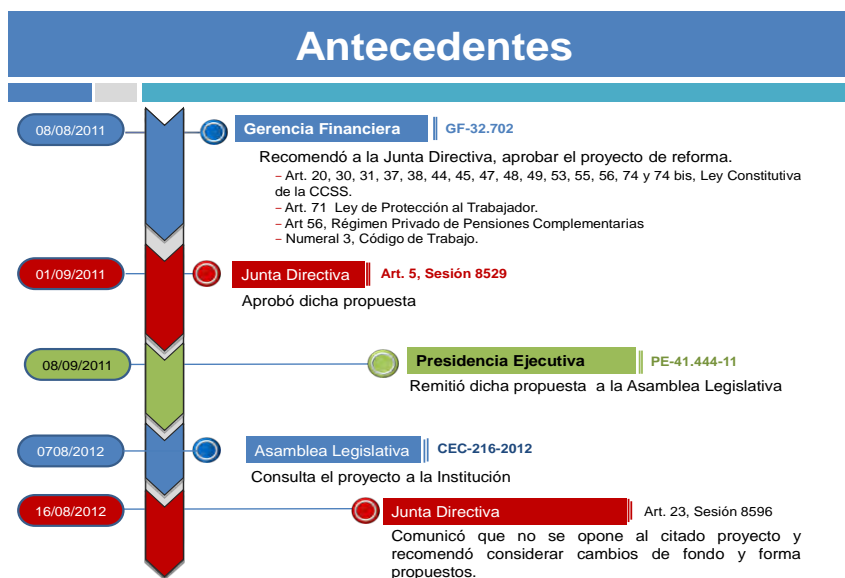 Antecedentes
08/08/2011
Gerencia Financiera
GF-32.702
Recomendó a la Junta Directiva, aprobar el proyecto de reforma.
– Art. 20, 30, 31, 37, 38, 44, 45, 47, 48, 49, 53, 55, 56, 74 y 74 bis, Ley Constitutiva
de la CCSS.
– Art. 71 Ley de Protección al Trabajador.
– Art 56, Régimen Privado de Pensiones Complementarias
– Numeral 3, Código de Trabajo.
01/09/2011
Junta Directiva
Art. 5, Sesión 8529
Aprobó dicha propuesta
08/09/2011
Presidencia Ejecutiva
PE-41.444-11
Remitió dicha propuesta a la Asamblea Legislativa
0708/2012
Asamblea Legislativa
CEC-216-2012
Consulta el proyecto a la Institución
16/08/2012
Junta Directiva
Art. 23, Sesión 8596
Comunicó que no se opone al citado proyecto y
recomendó considerar cambios de fondo y forma
propuestos.